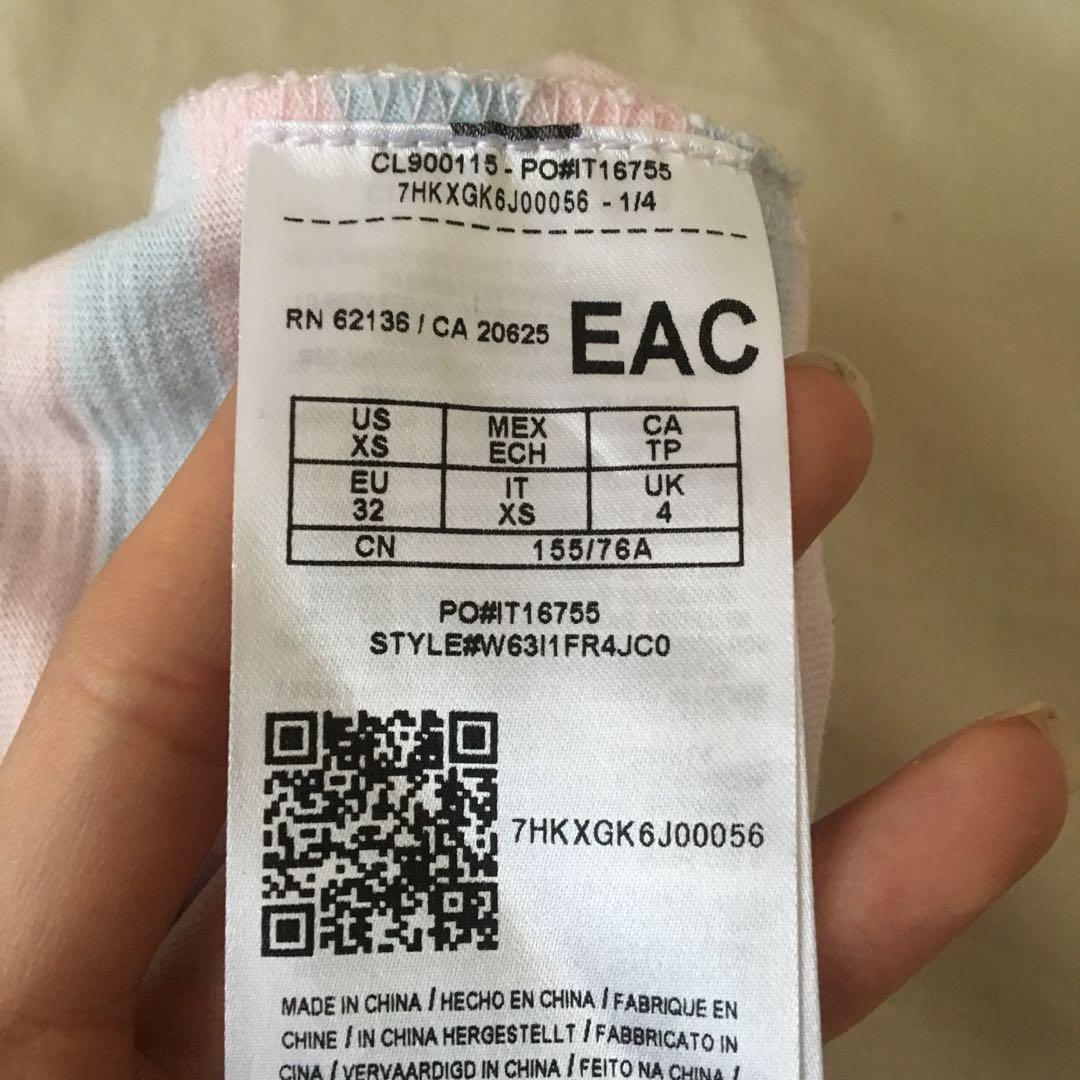 CL900115 - PO#IT16755
7HKXGK6J00056 - 1/4
RN 62136 / CA 20625 EAC
US MEX CA
XS ECH TP
EU IT UK
32 XS 4
CN 155/76A
PO#IT16755
STYLE#W63I1FR4JC0
7HKXGK6J00056
MADE IN CHINA / HECHO EN CHINA / FABRIQUE EN
CHINE / IN CHINA HERGESTELLT / FABBRICATO IN
CINA / VERVAARDIGD IN CHINA / FEITO NA CHINA /